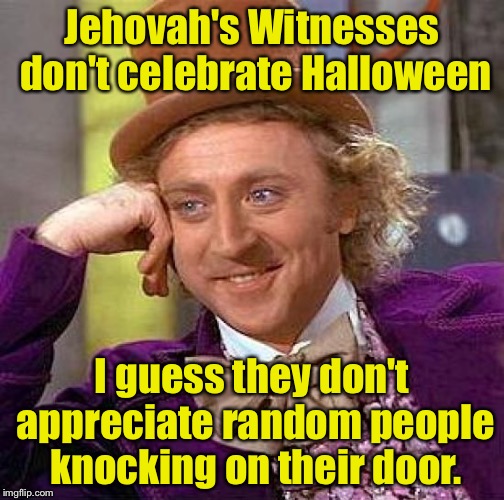 Jehovah's Witnesses
don't celebrate Halloween
I guess they don't
appreciate random people
knocking on their door.
imgflip.com